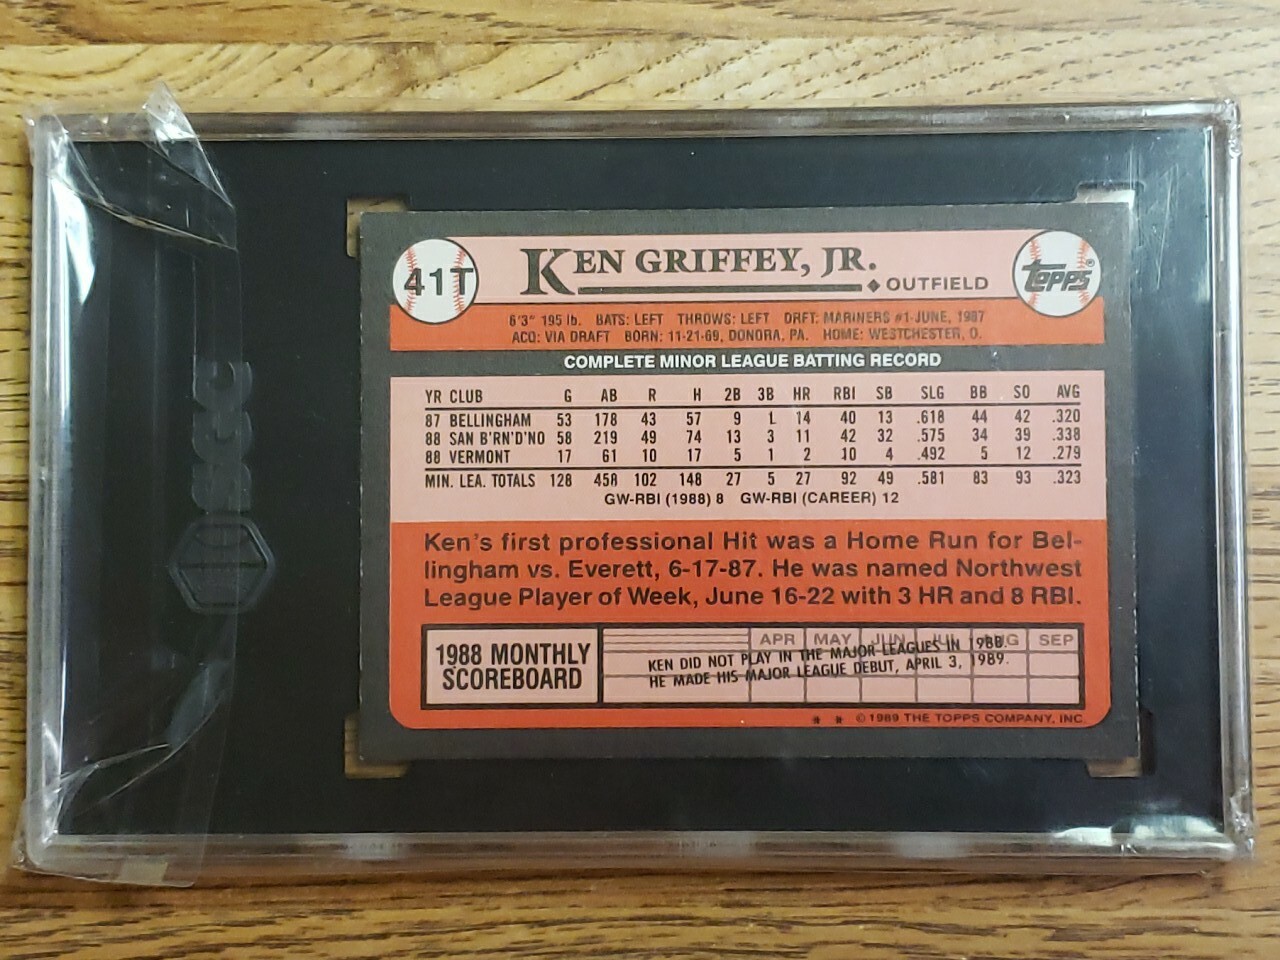 41T
KEN GRIFFEY, JR.
◆ OUTFIELD
TOPPS®
6'3" 195 lb. BATS: LEFT THROWS: LEFT DRFT: MARINERS #1-JUNE, 1987
ACQ: VIA DRAFT BORN: 11-21-69, DONORA, PA. HOME: WESTCHESTER, O.
COMPLETE MINOR LEAGUE BATTING RECORD
YR CLUB G AB R H 2B 3B HR RBI SB SLG BB SO AVG
87 BELLINGHAM 53 178 43 57 9 L 14 40 13 .618 44 42 .320
88 SAN B'RN'D'NO 58 219 49 74 13 3 11 42 32 .575 34 39 .338
88 VERMONT 17 61 10 17 5 1 2 10 4 .492 5 12 .279
MIN. LEA. TOTALS 128 458 102 148 27 5 27 92 49 .581 83 93 .323
GW-RBI (1988) 8 GW-RBI (CAREER) 12
Ken's first professional Hit was a Home Run for Bel-
lingham vs. Everett, 6-17-87. He was named Northwest
League Player of Week, June 16-22 with 3 HR and 8 RBI.
1988 MONTHLY
SCOREBOARD
APR MAY JUN JUL AUG SEP
KEN DID NOT PLAY IN THE MAJOR LEAGUES IN 1988.
HE MADE HIS MAJOR LEAGUE DEBUT, APRIL 3, 1989.
* * © 1989 THE TOPPS COMPANY, INC.
SGC